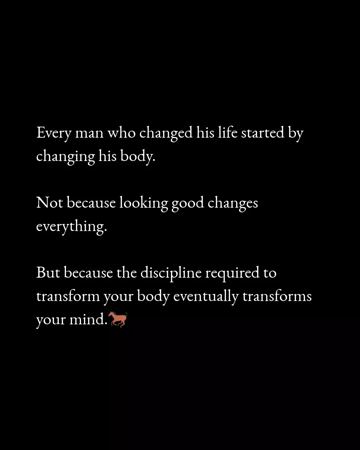 Every man who changed his life started by
changing his body.
Not because looking good changes
everything.
But because the discipline required to
transform your body eventually transforms
your mind.🐎